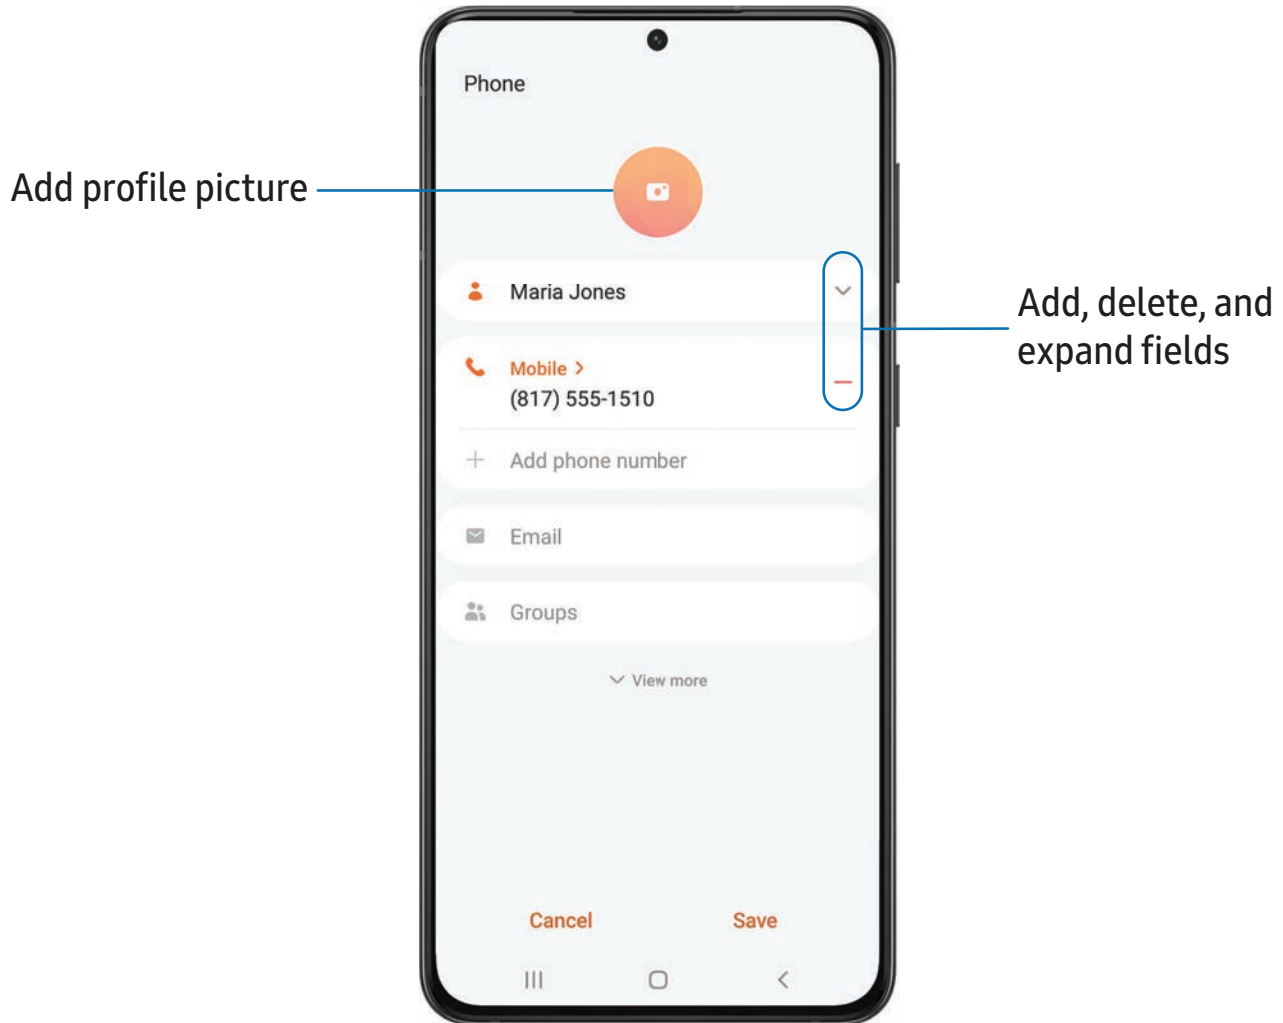 Phone
Add profile picture
Maria Jones
Add, delete, and
expand fields
Mobile >
(817) 555-1510
Add phone number
Email
Groups
View more
Cancel
Save